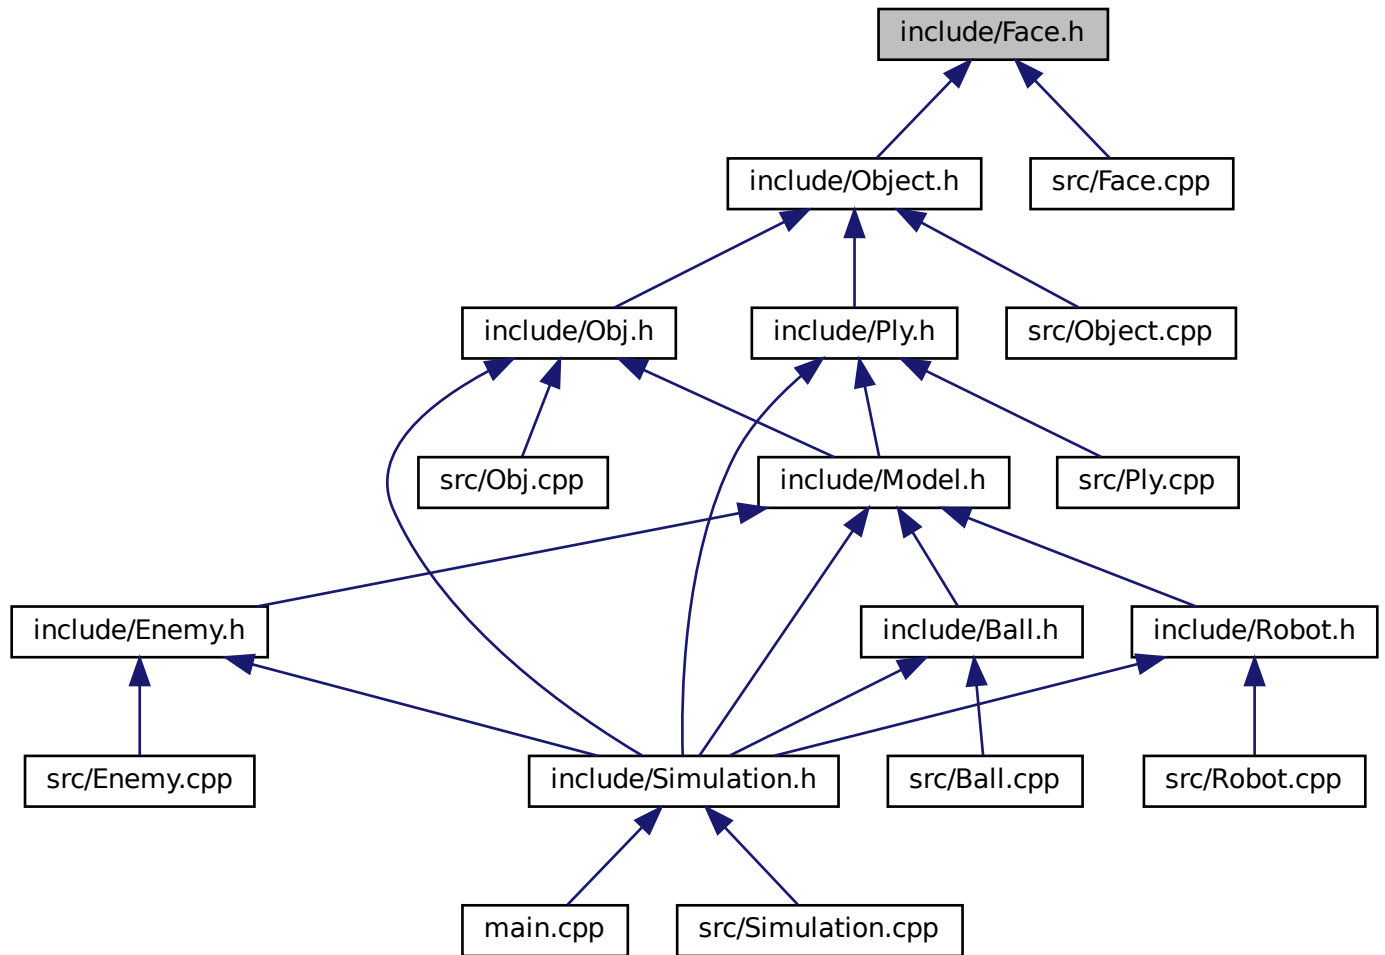 include/Face.h
include/Object.h
src/Face.cpp
include/Obj.h
include/Ply.h
src/Object.cpp
src/Obj.cpp
include/Model.h
src/Ply.cpp
include/Enemy.h
include/Ball.h
include/Robot.h
src/Enemy.cpp
include/Simulation.h
src/Ball.cpp
src/Robot.cpp
main.cpp
src/Simulation.cpp